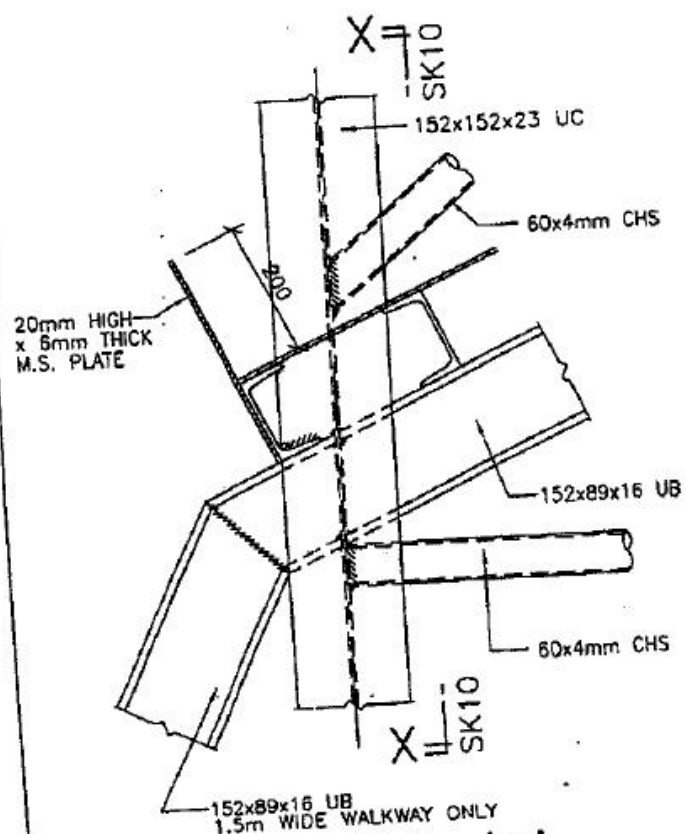 X
SK10
152x152x23 UC
60x4mm CHS
200
20mm HIGH
x 6mm THICK
M.S. PLATE
152x89x16 UB
60x4mm CHS
X
SK10
152x89x16 UB
1.5m WIDE WALKWAY ONLY